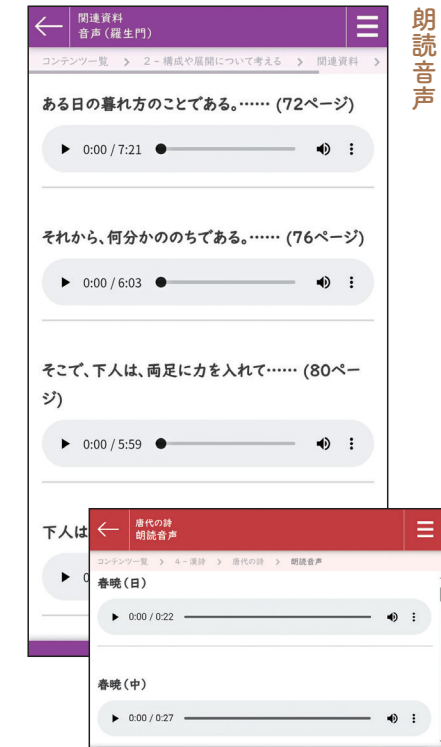 朗読音声
関連資料
音声(羅生門)
コンテンツ一覧 > 2 - 構成や展開について考える > 関連資料 >
ある日の暮れ方のことである。…… (72ページ)
0:00 / 7:21
それから、何分かののちである。…… (76ページ)
0:00 / 6:03
そこで、下人は、両足に力を入れて…… (80ペー
ジ)
0:00 / 5:59
下人は
唐代の詩
朗読音声
コンテンツ一覧 > 4 - 漢詩 > 唐代の詩 > 朗読音声
春暁(日)
0:00 / 0:22
春暁(中)
0:00 / 0:27